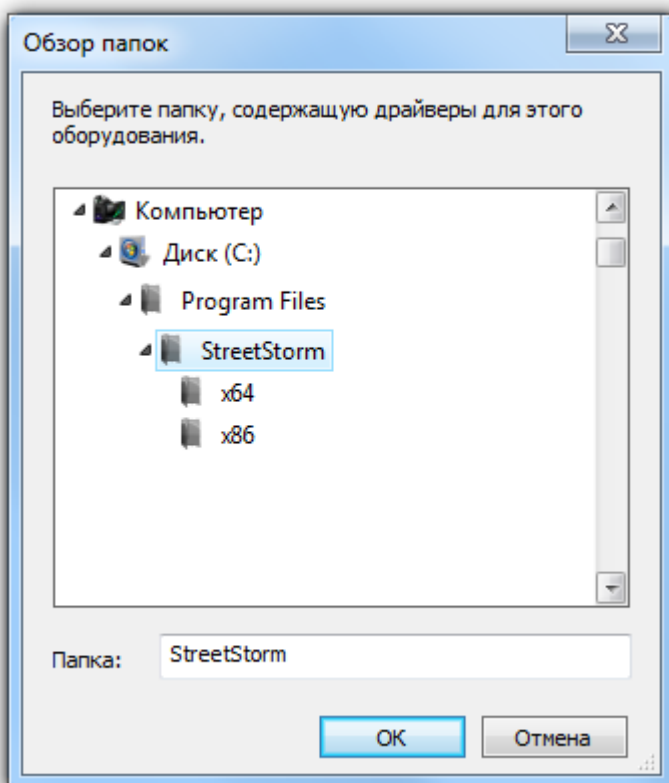 Обзор папок
Выберите папку, содержащую драйверы для этого
оборудования.
Компьютер
Диск (C:)
Program Files
StreetStorm
x64
x86
Папка: StreetStorm
OK Отмена